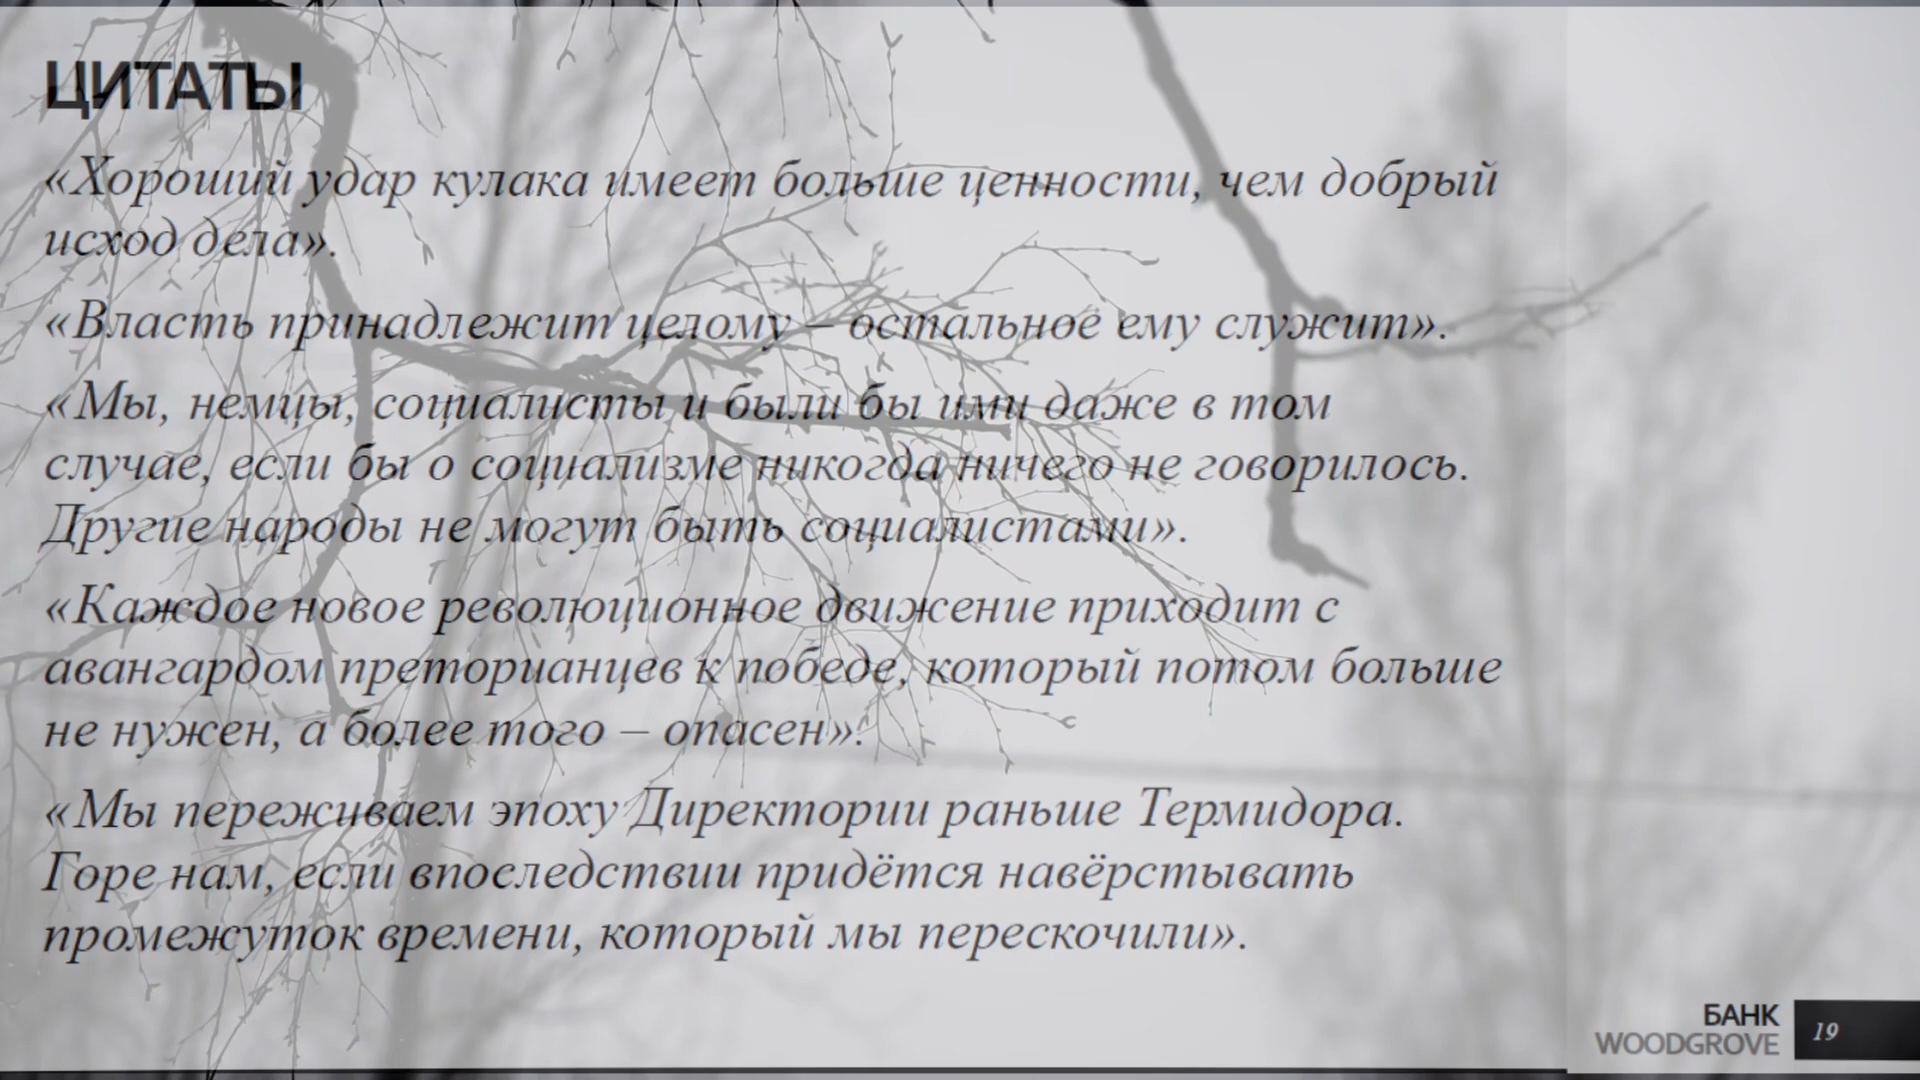 ЦИТАТЫ
«Хороший удар кулака имеет больше ценности, чем добрый
исход дела».
«Власть принадлежит целому – остальное ему служит».
«Мы, немцы, социалисты и были бы ими даже в том
случае, если бы о социализме никогда ничего не говорилось.
Другие народы не могут быть социалистами».
«Каждое новое революционное движение приходит с
авангардом преторианцев к победе, который потом больше
не нужен, а более того – опасен».
«Мы переживаем эпоху Директории раньше Термидора.
Горе нам, если впоследствии придётся навёрстывать
промежуток времени, который мы перескочили».
БАНК
WOODGROVE
19